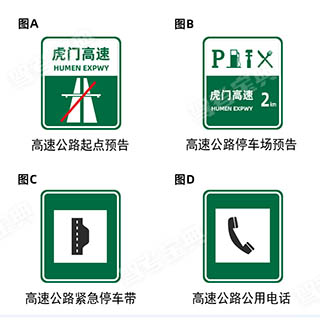 图A
图B
虎门高速
HUMEN EXPWY
P
虎门高速
HUMEN EXPWY
2km
高速公路起点预告
高速公路停车场预告
图C
图D
高速公路紧急停车带
高速公路公用电话